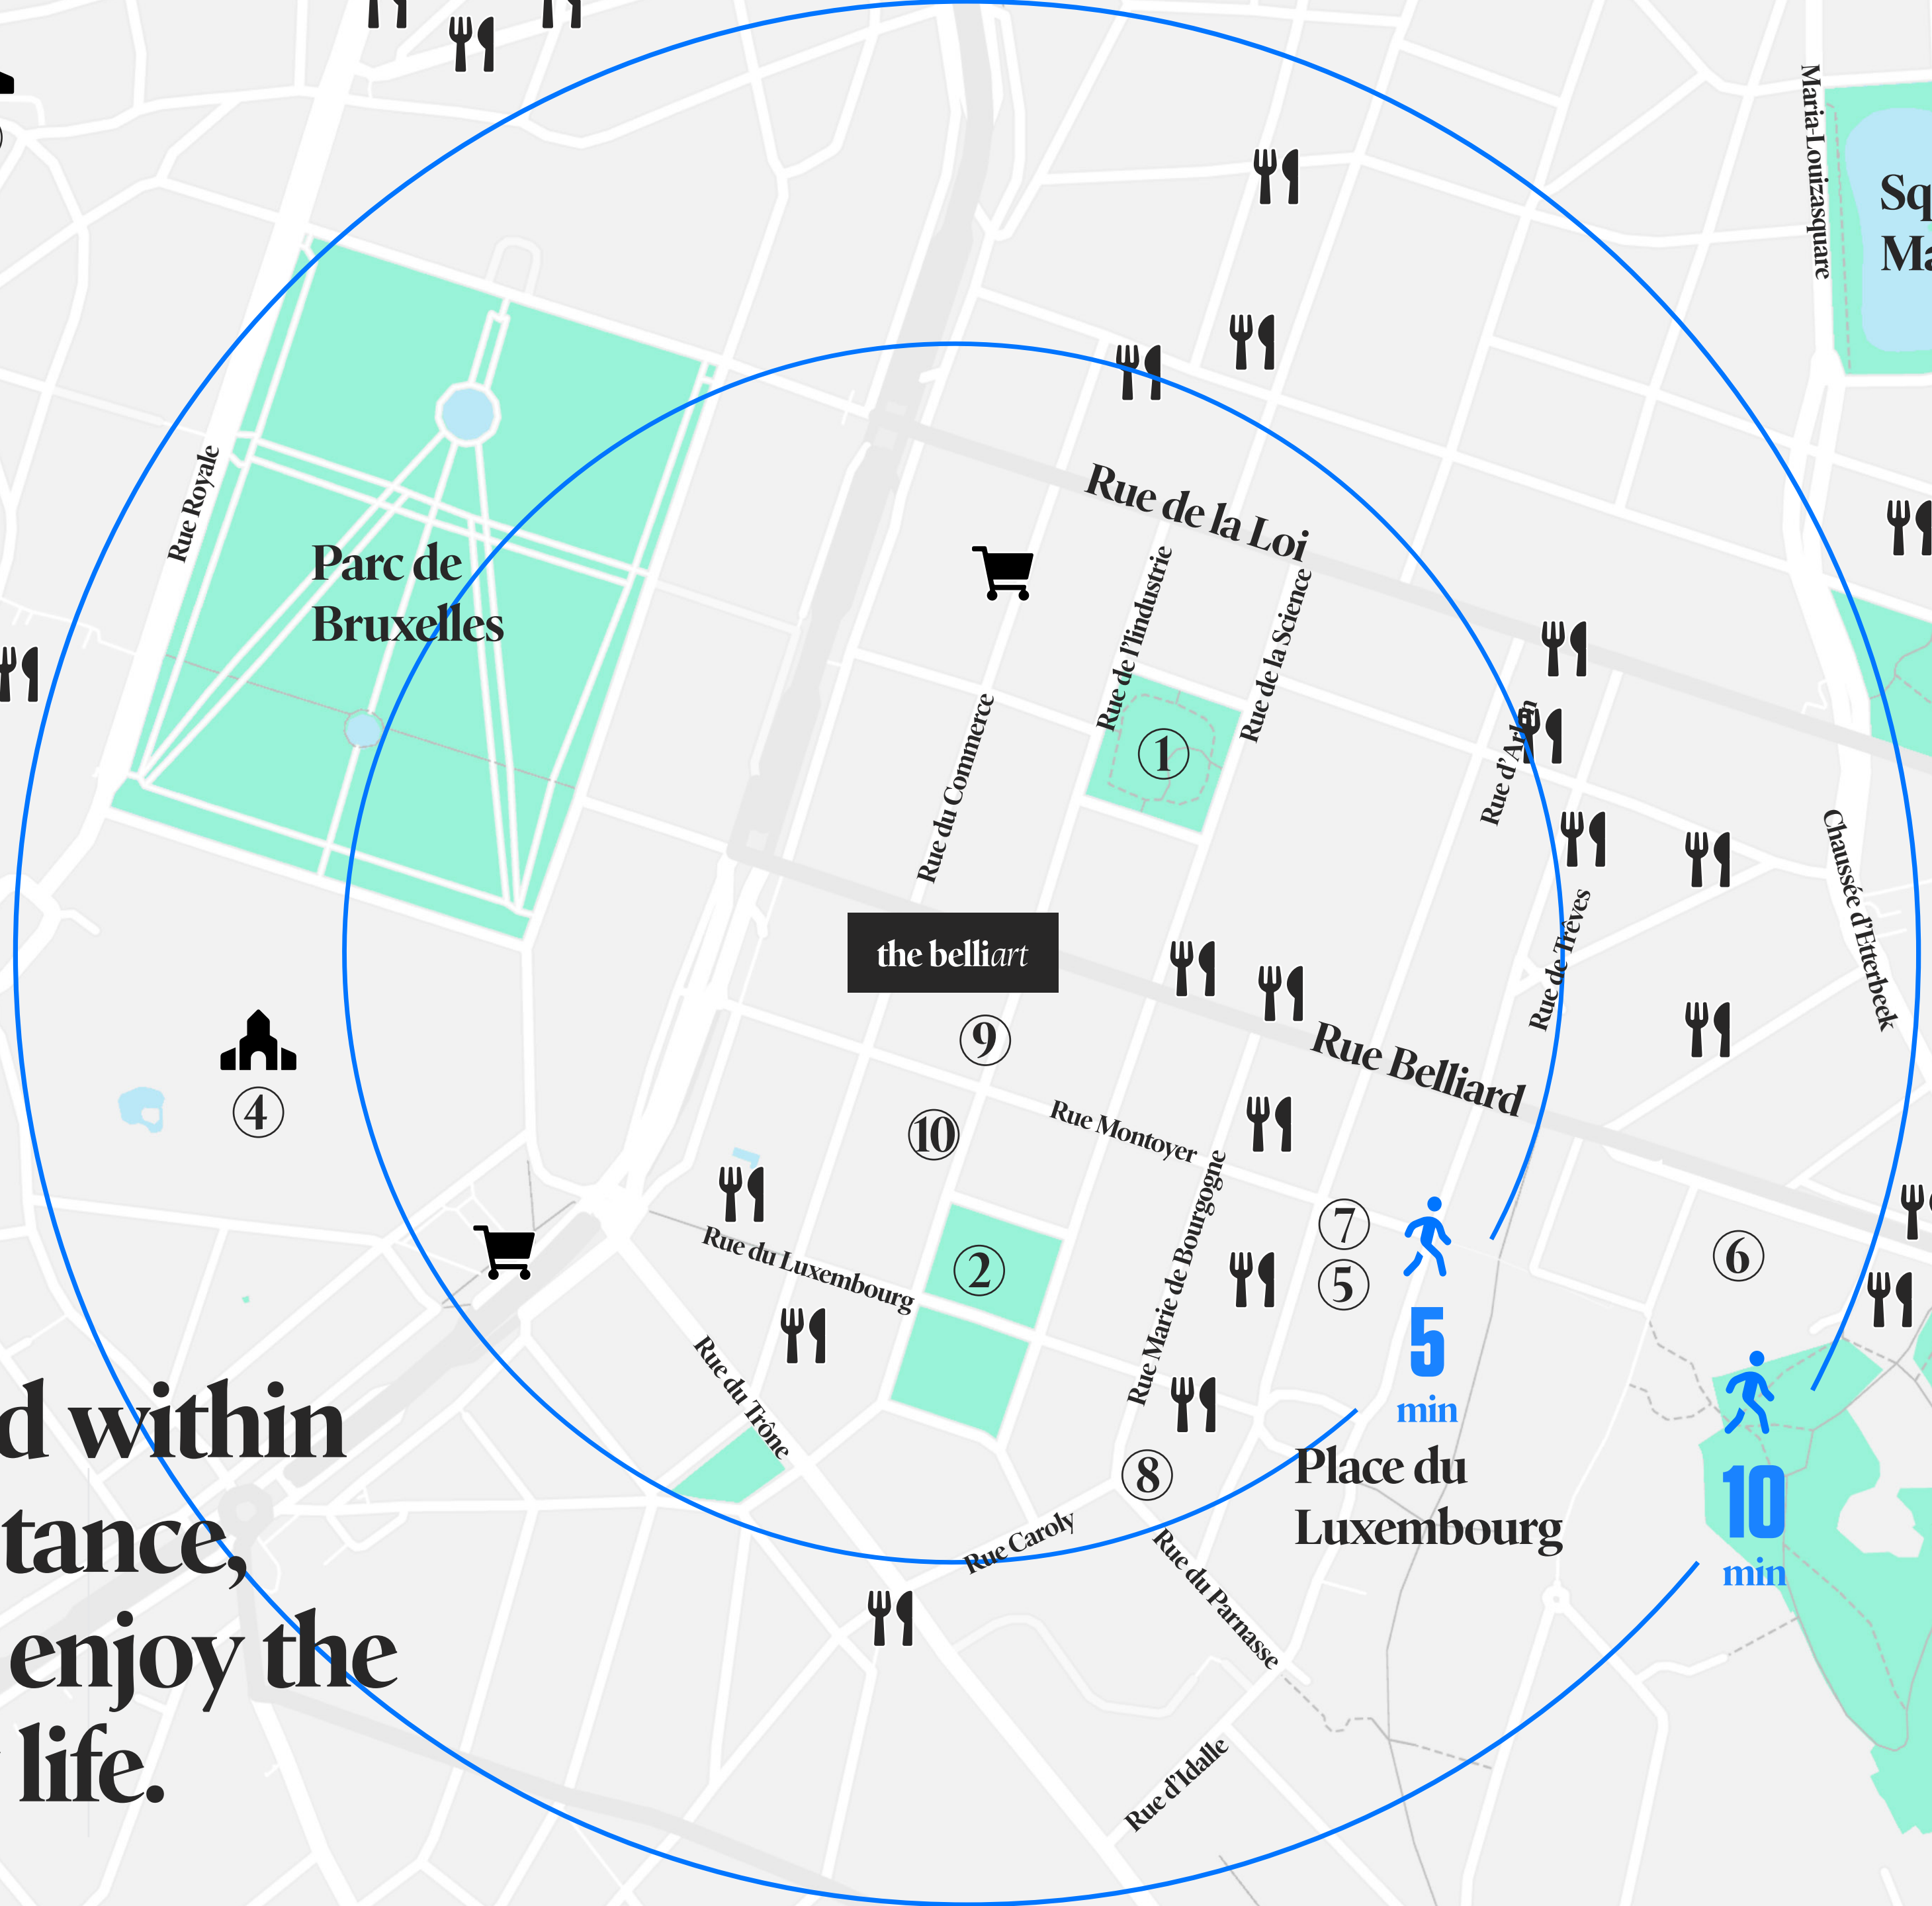 Maria-Louizasquare
Sq
Ma
Rue Royale
Parc de
Bruxelles
Rue de la Loi
Rue de l'lindustrie
Rue de la Science
Rue du Commerce
1
Rue d'Arlon
Chaussée d'Etterbeek
Rue de Trêves
the belliart
9
Rue Belliard
4
10
Rue Montoyer
Rue Marie de Bourgogne
7
5
6
Rue du Luxembourg
2
5
min
Rue du Trône
8
Place du
Luxembourg
10
min
Rue Caroly
Rue du Parnasse
Rue d'Idalle
d within
tance,
enjoy the
life.